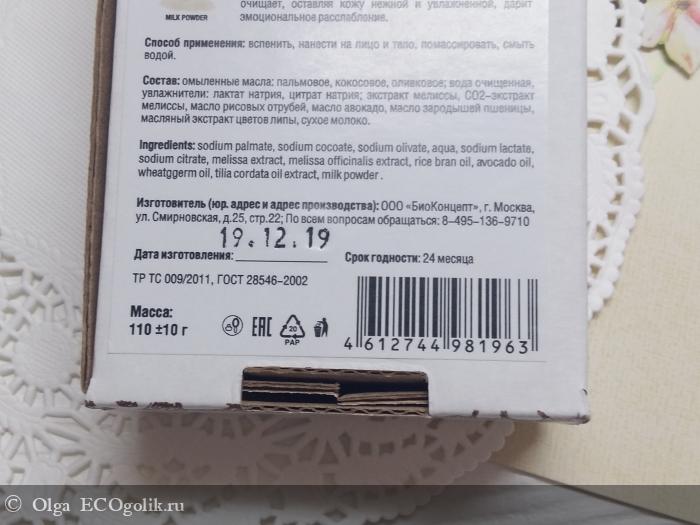 очищает, оставляя кожу нежной и увлажненной, дарит
эмоциональное расслабление.
MILK POWDER
Способ применения: вспенить, нанести на лицо и тело, помассировать, смыть
водой.
Состав: омыленные масла: пальмовое, кокосовое, оливковое; вода очищенная,
увлажнители: лактат натрия, цитрат натрия; экстракт мелиссы, СО2-экстракт
мелиссы, масло рисовых отрубей, масло авокадо, масло зародышей пшеницы,
масляный экстракт цветов липы, сухое молоко.
Ingredients: sodium palmate, sodium cocoate, sodium olivate, aqua, sodium lactate,
sodium citrate, melissa extract, melissa officinalis extract, rice bran oil, avocado oil,
wheatggerm oil, tilia cordata oil extract, milk powder .
Изготовитель (юр. адрес и адрес производства): ООО «БиоКонцепт», г. Москва,
ул. Смирновская, д.25, стр.22; По всем вопросам обращаться: 8-495-136-9710
19.12.19
Дата изготовления: Срок годности: 24 месяца
ТР ТС 009/2011, ГОСТ 28546-2002
Масса:
110 ±10 г
EAC
20
PAP
4 612744 981963
© Olga ECOgolik.ru